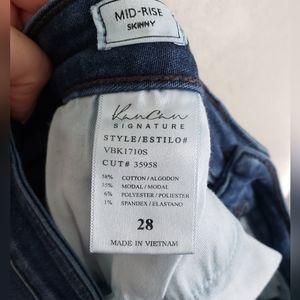 MID-RISE
SKINNY
KanCan
SIGNATURE
STYLE/ESTILO#
VBK1710S
CUT# 3595S
58% COTTON / ALGODON
35% MODAL / MODAL
6% POLYESTER / POLIESTER
1% SPANDEX / ELASTANO
28
MADE IN VIETNAM